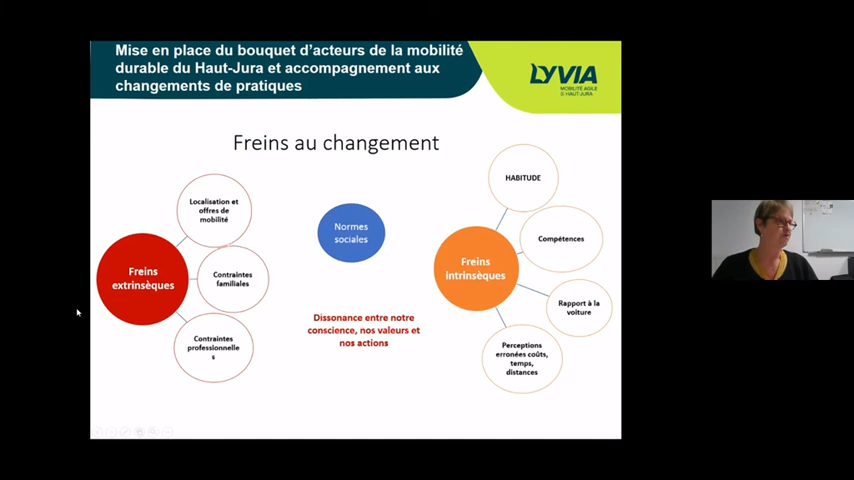 Mise en place du bouquet d'acteurs de la mobilité
durable du Haut-Jura et accompagnement aux
changements de pratiques
LYVIA
MOBILITÉ AGILE
@ HAUT-JURA
Freins au changement
Freins
extrinsèques
Localisation et
offres de
mobilité
Contraintes
familiales
Contraintes
professionnelle
s
Normes
sociales
Dissonance entre notre
conscience, nos valeurs et
nos actions
Freins
intrinsèques
HABITUDE
Compétences
Rapport à la
voiture
Perceptions
erronées coûts,
temps,
distances